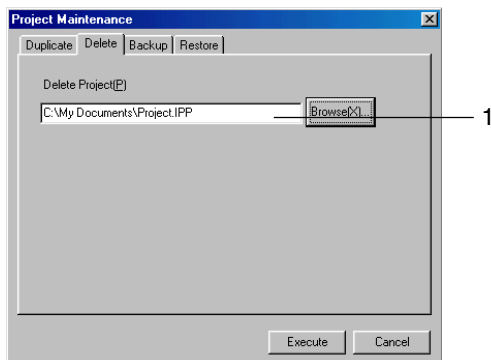 Project Maintenance
Duplicate Delete Backup Restore
Delete Project(P)
C:\My Documents\Project.IPP Browse(X)... 1
Execute Cancel